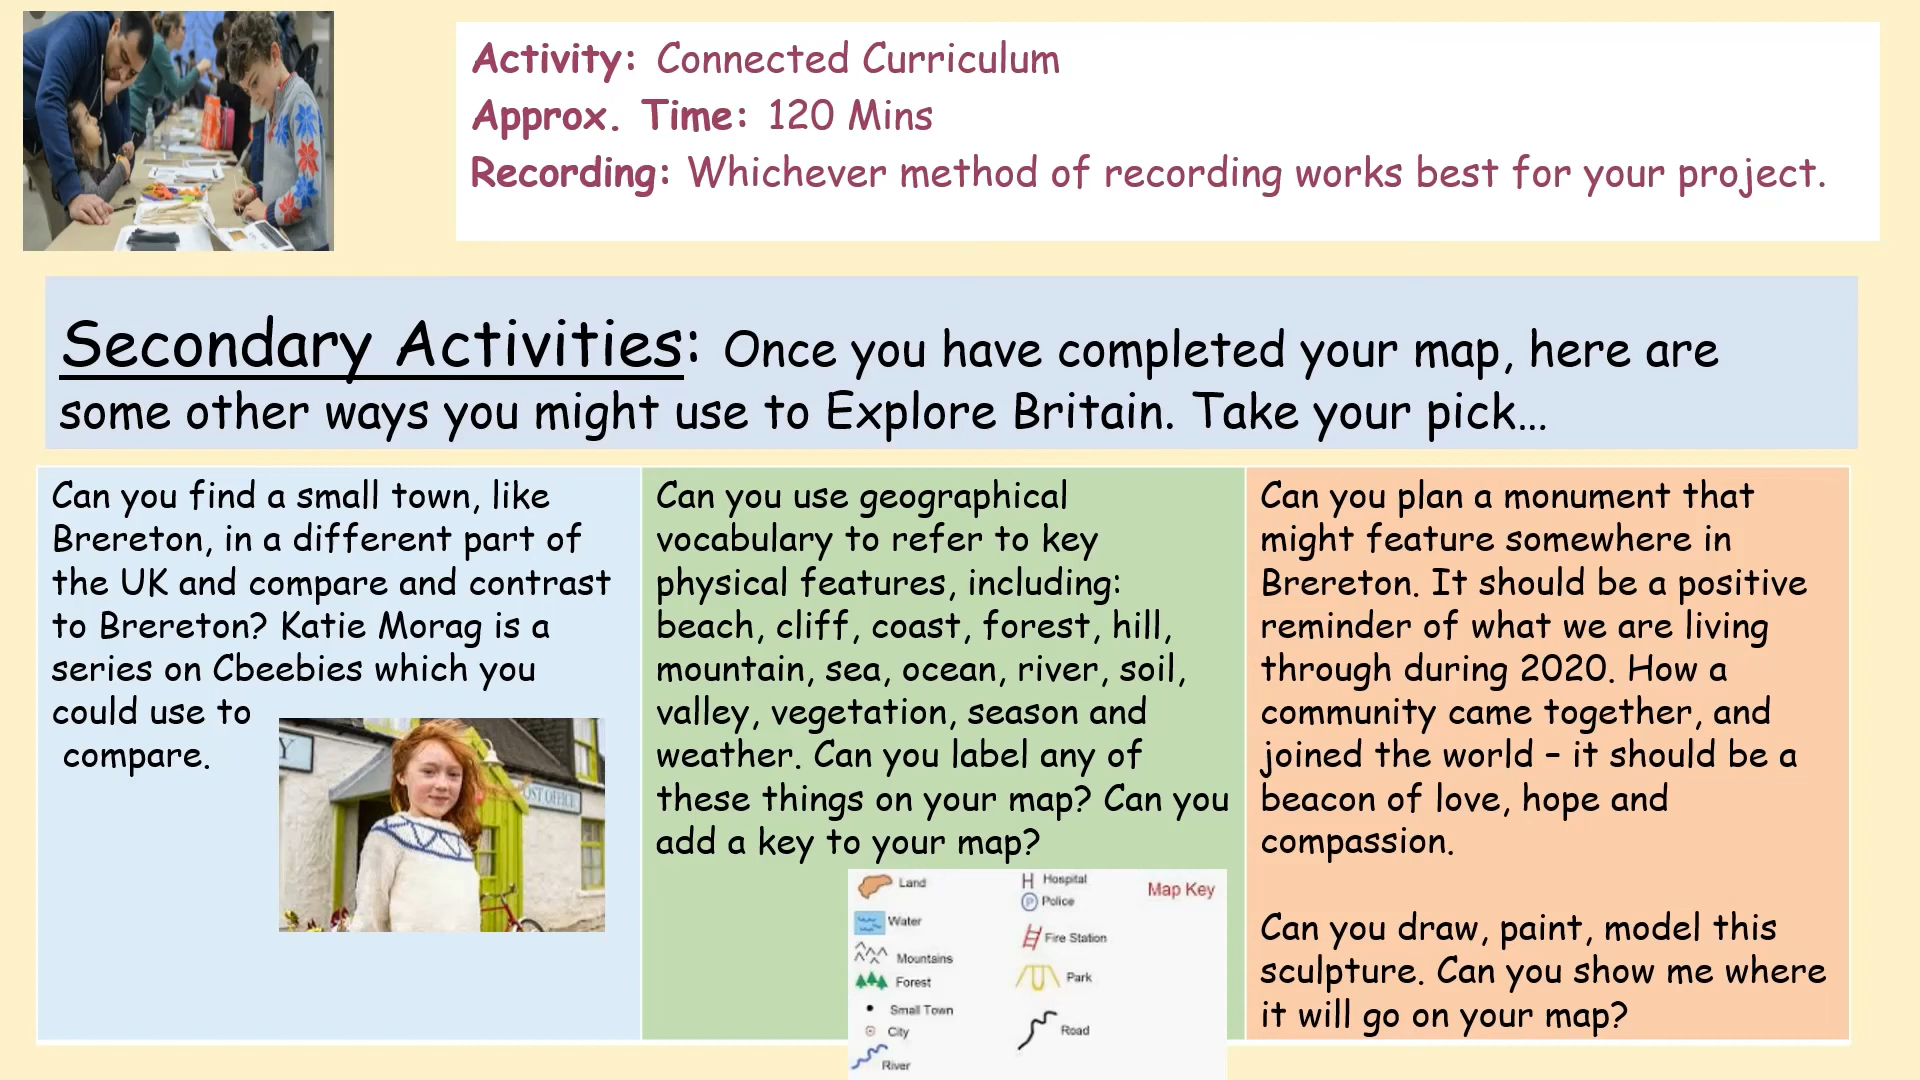 Activity: Connected Curriculum
Approx. Time: 120 Mins
Recording: Whichever method of recording works best for your project.
Secondary Activities: Once you have completed your map, here are
some other ways you might use to Explore Britain. Take your pick…
Can you find a small town, like
Brereton, in a different part of
the UK and compare and contrast
to Brereton? Katie Morag is a
series on Cbeebies which you
could use to
compare.
Y
OST OFFICE
Can you use geographical
vocabulary to refer to key
physical features, including:
beach, cliff, coast, forest, hill,
mountain, sea, ocean, river, soil,
valley, vegetation, season and
weather. Can you label any of
these things on your map? Can you
add a key to your map?
Map Key
Land
Water
Mountains
Forest
Small Town
City
River
H Hospital
P Police
Fire Station
Park
Road
Can you plan a monument that
might feature somewhere in
Brereton. It should be a positive
reminder of what we are living
through during 2020. How a
community came together, and
joined the world – it should be a
beacon of love, hope and
compassion.
Can you draw, paint, model this
sculpture. Can you show me where
it will go on your map?